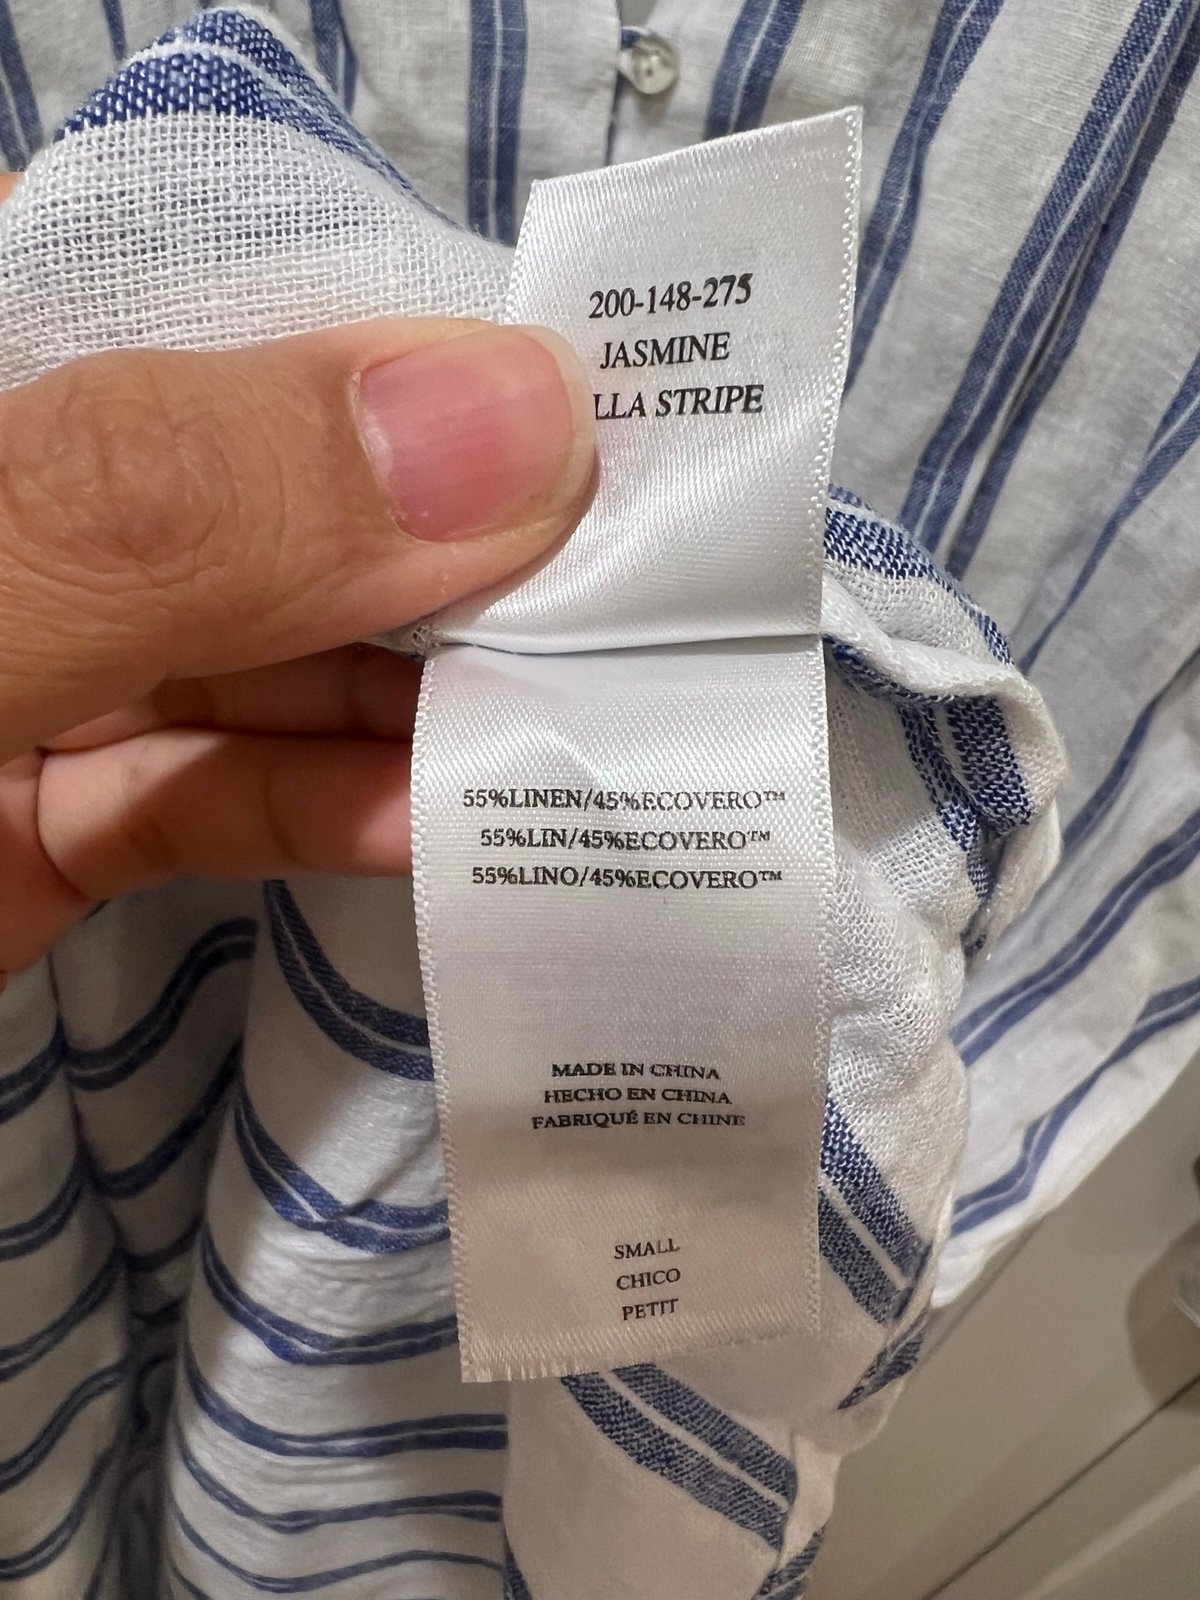 200-148-275
JASMINE
STRIPE
55%LINEN/45%ECOVERO™
55%LIN/45%ECOVERO™
55%LINO/45%ECOVERO™
MADE IN CHINA
HECHO EN CHINA
FABRIQUÉ EN CHINE
SMALL
CHICO
PETIT